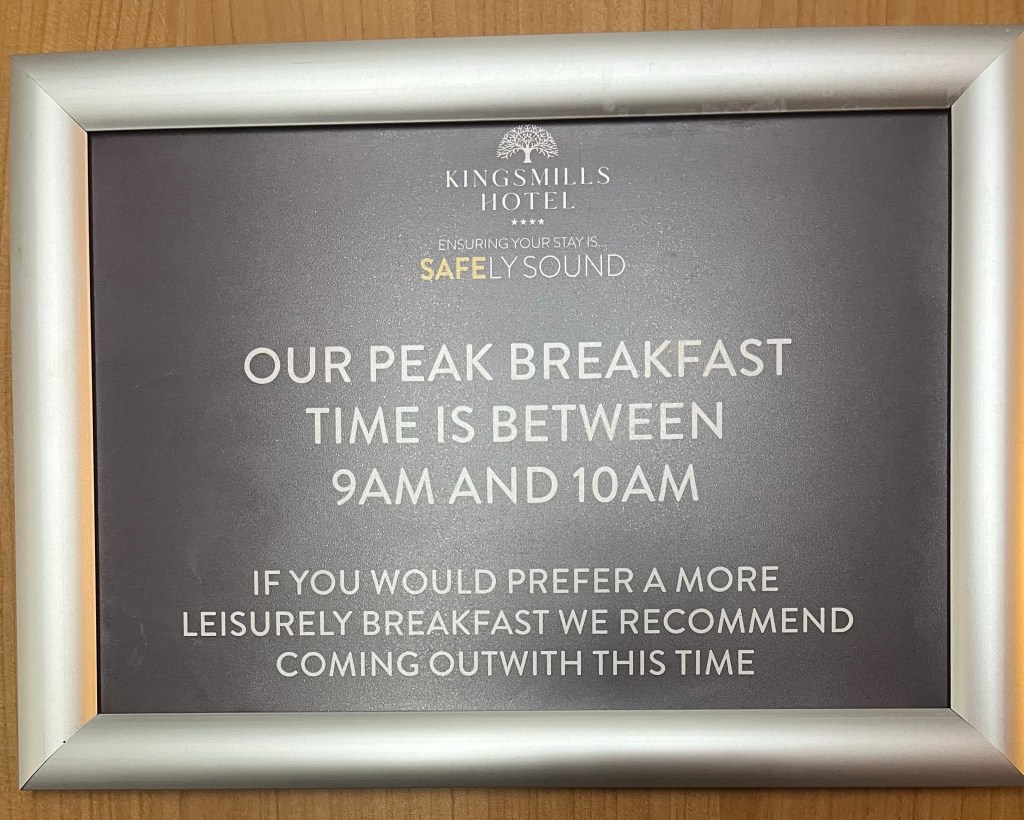 KINGSMILLS
HOTEL
ENSURING YOUR STAY IS...
SAFELY SOUND
OUR PEAK BREAKFAST
TIME IS BETWEEN
9AM AND 10AM
IF YOU WOULD PREFER A MORE
LEISURELY BREAKFAST WE RECOMMEND
COMING OUTWITH THIS TIME